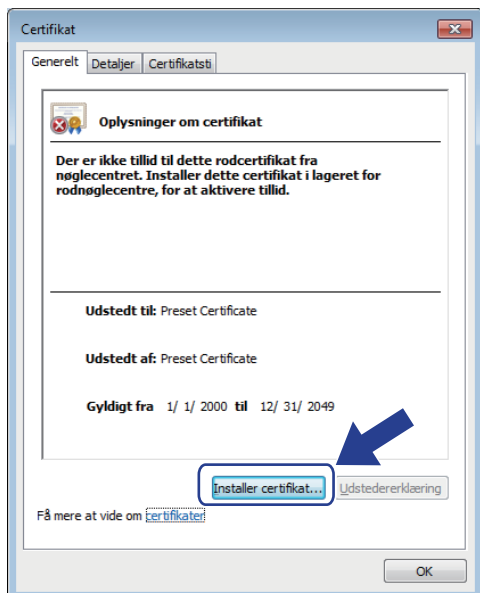 Certifikat
Generelt Detaljer Certifikatsti
Oplysninger om certifikat
Der er ikke tillid til dette rodcertifikat fra
nøglecentret. Installer dette certifikat i lageret for
rodnøglecentre, for at aktivere tillid.
Udstedt til: Preset Certificate
Udstedt af: Preset Certificate
Gyldigt fra 1/ 1/ 2000 til 12/ 31/ 2049
Installer certifikat... Udstedererklæring
Få mere at vide om certifikater
OK